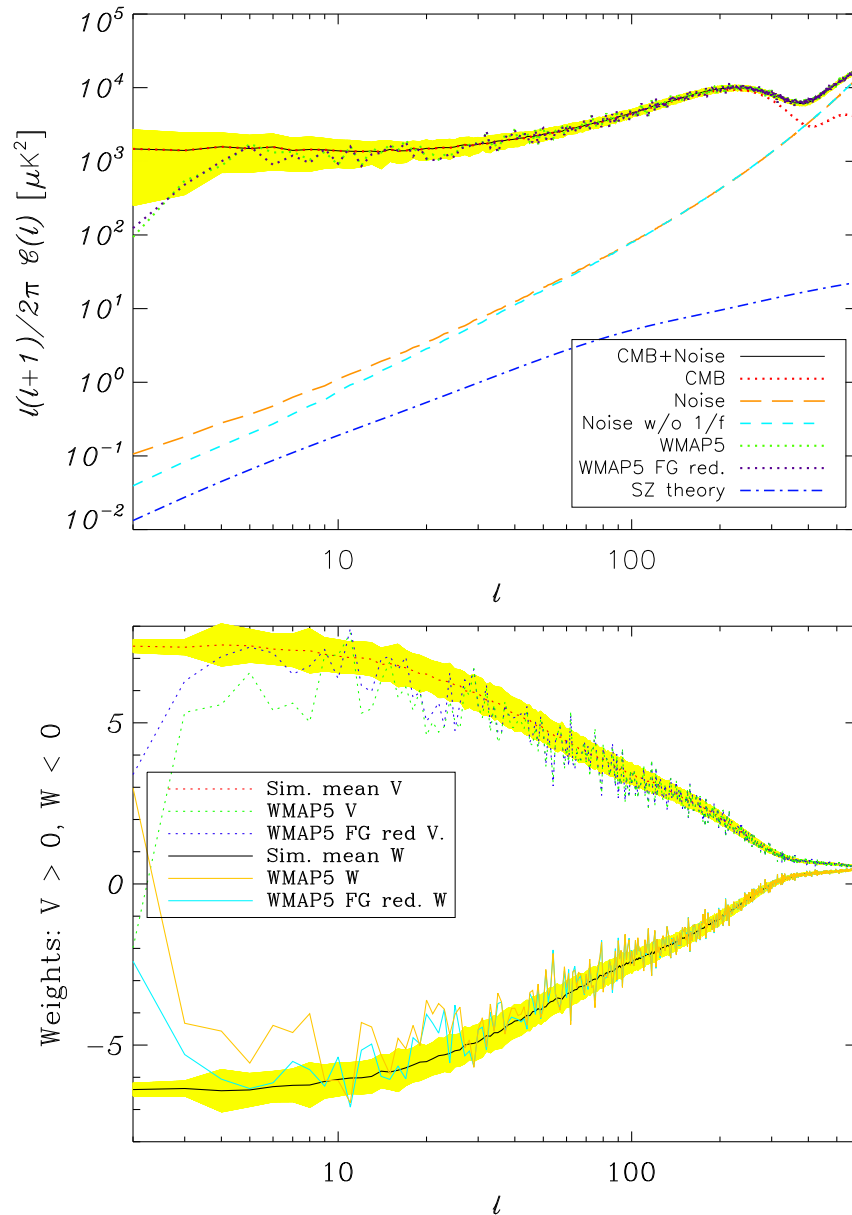 10^5
10^4
10^3
10^2
10^1
10^0
10^-1
10^-2
l(l+1)/2π 𝒞(l) [μK^2]
CMB+Noise
CMB
Noise
Noise w/o 1/f
WMAP5
WMAP5 FG red.
SZ theory
10
100
l
5
0
-5
Weights: V > 0, W < 0
Sim. mean V
WMAP5 V
WMAP5 FG red V.
Sim. mean W
WMAP5 W
WMAP5 FG red. W
10
100
l